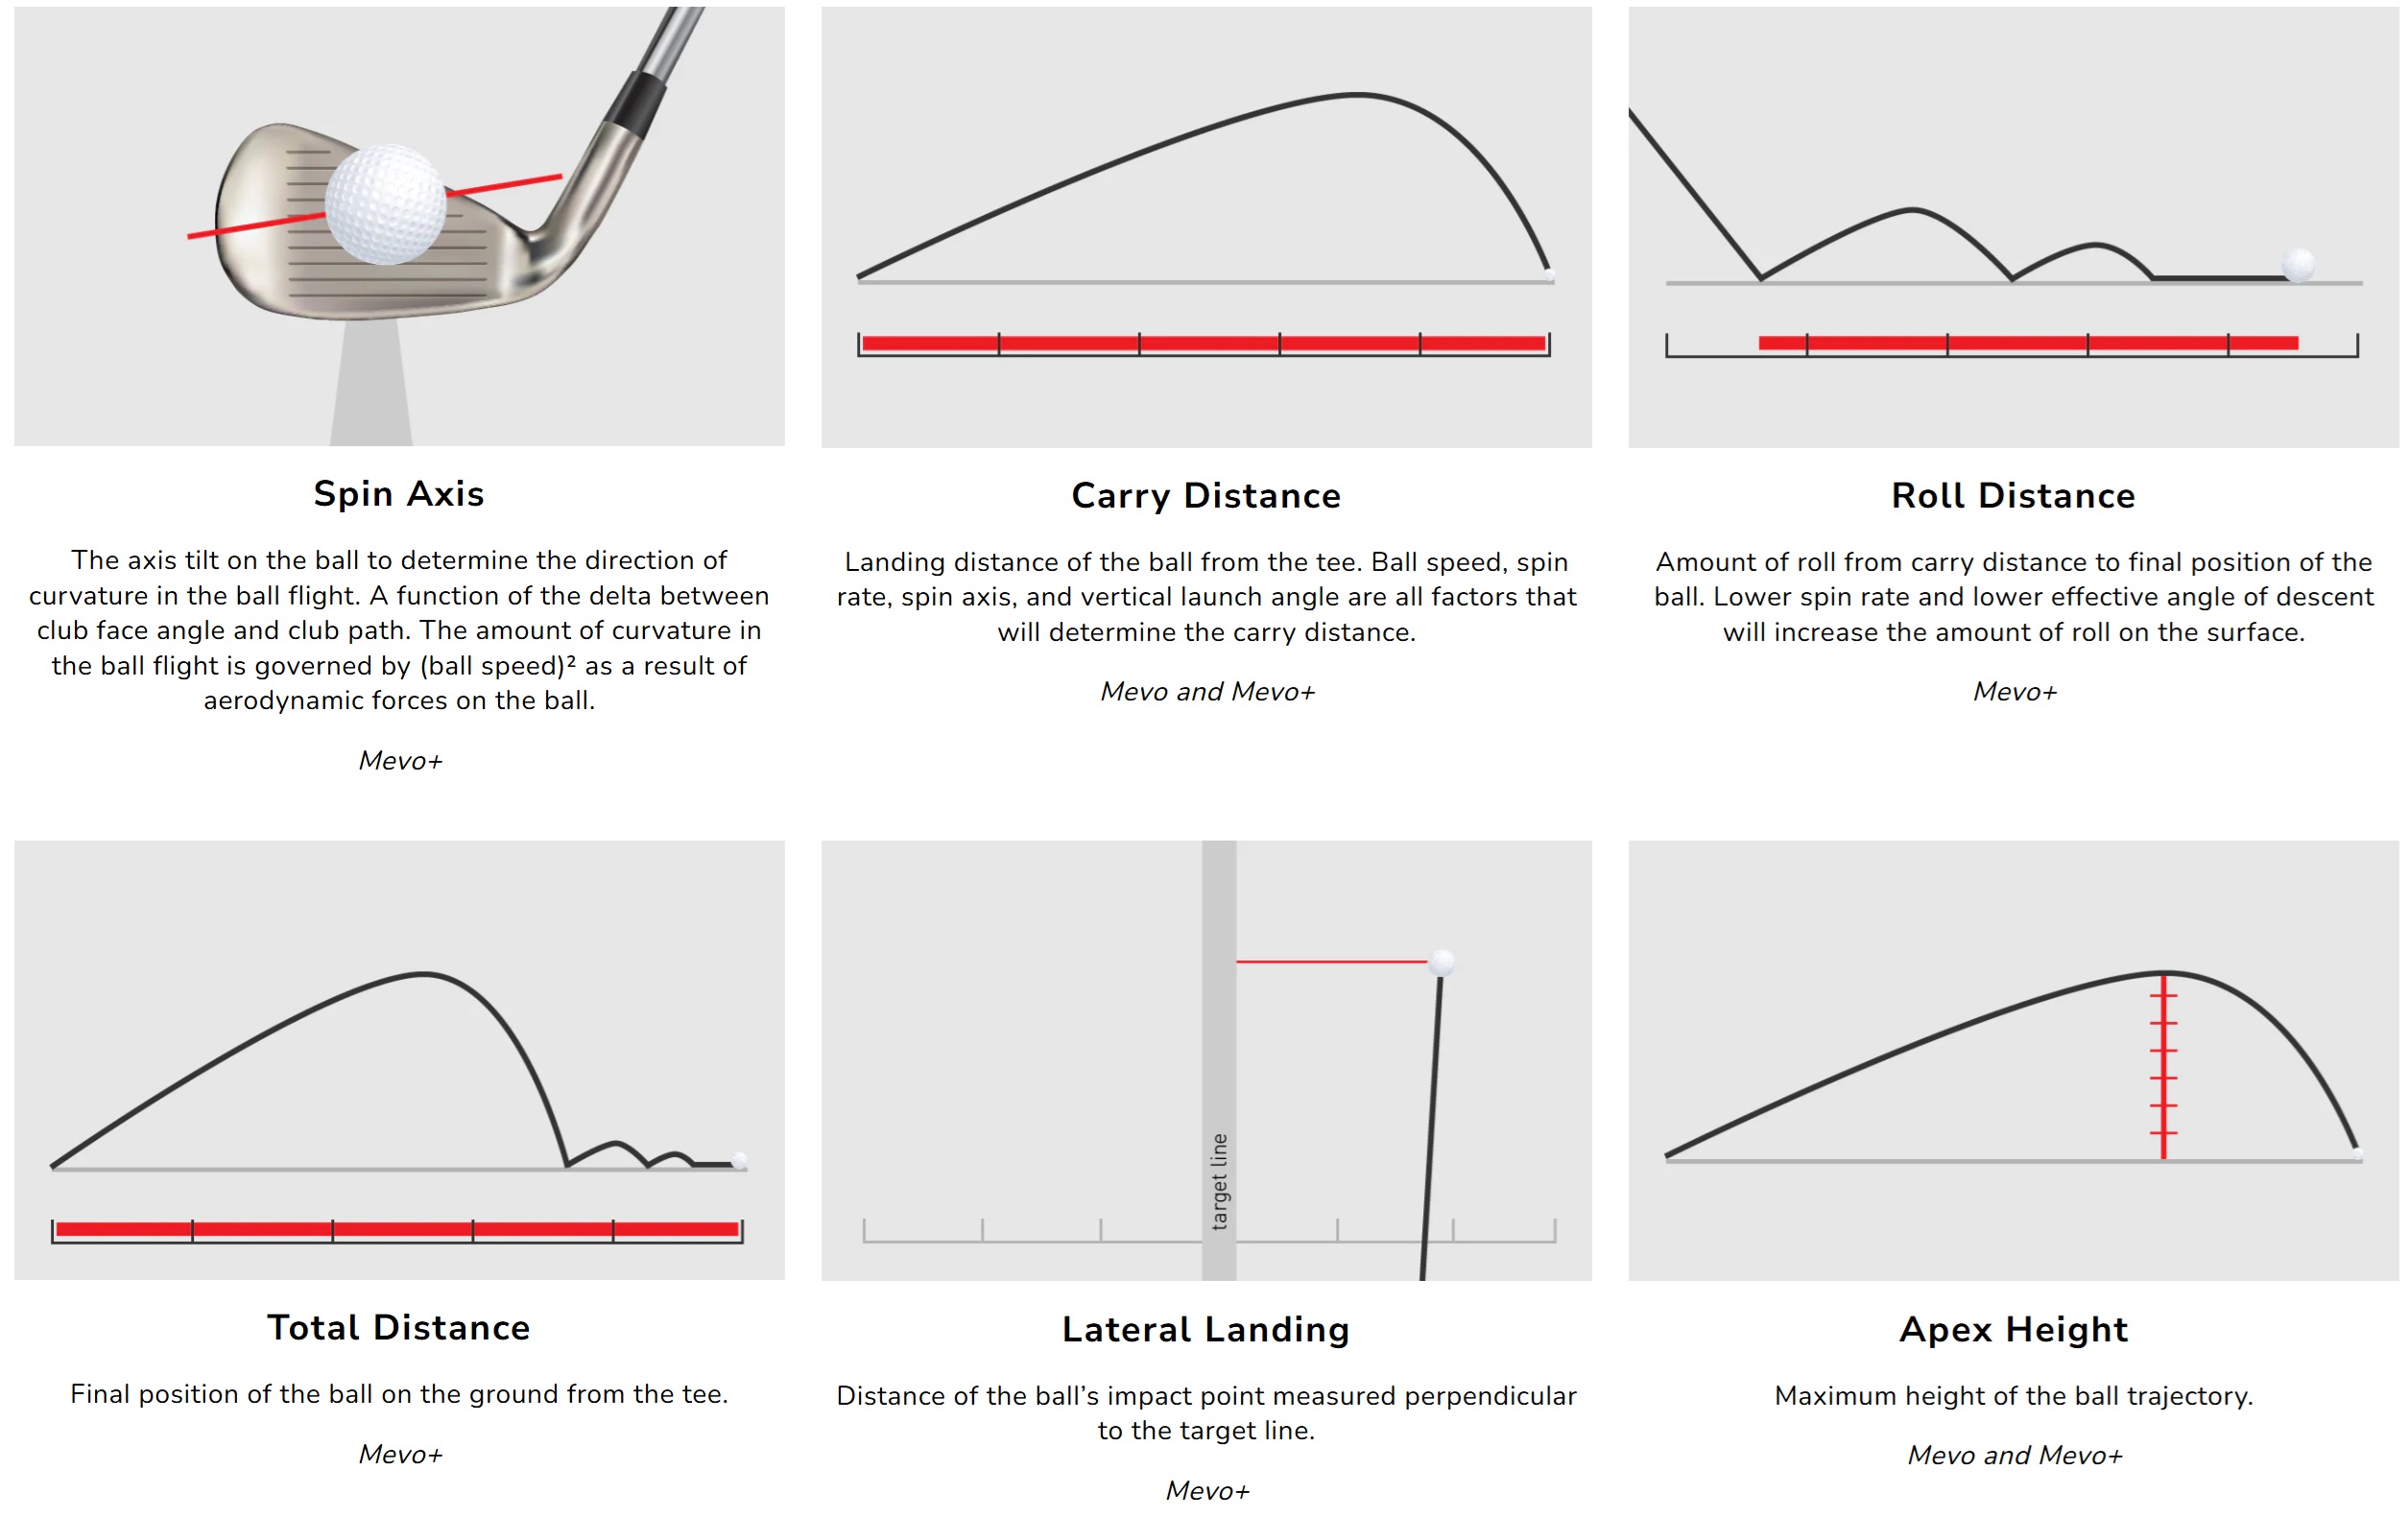 Spin Axis
The axis tilt on the ball to determine the direction of
curvature in the ball flight. A function of the delta between
club face angle and club path. The amount of curvature in
the ball flight is governed by (ball speed)² as a result of
aerodynamic forces on the ball.
Mevo+
Carry Distance
Landing distance of the ball from the tee. Ball speed, spin
rate, spin axis, and vertical launch angle are all factors that
will determine the carry distance.
Mevo and Mevo+
Roll Distance
Amount of roll from carry distance to final position of the
ball. Lower spin rate and lower effective angle of descent
will increase the amount of roll on the surface.
Mevo+
Total Distance
Final position of the ball on the ground from the tee.
Mevo+
target line
Lateral Landing
Distance of the ball’s impact point measured perpendicular
to the target line.
Mevo+
Apex Height
Maximum height of the ball trajectory.
Mevo and Mevo+